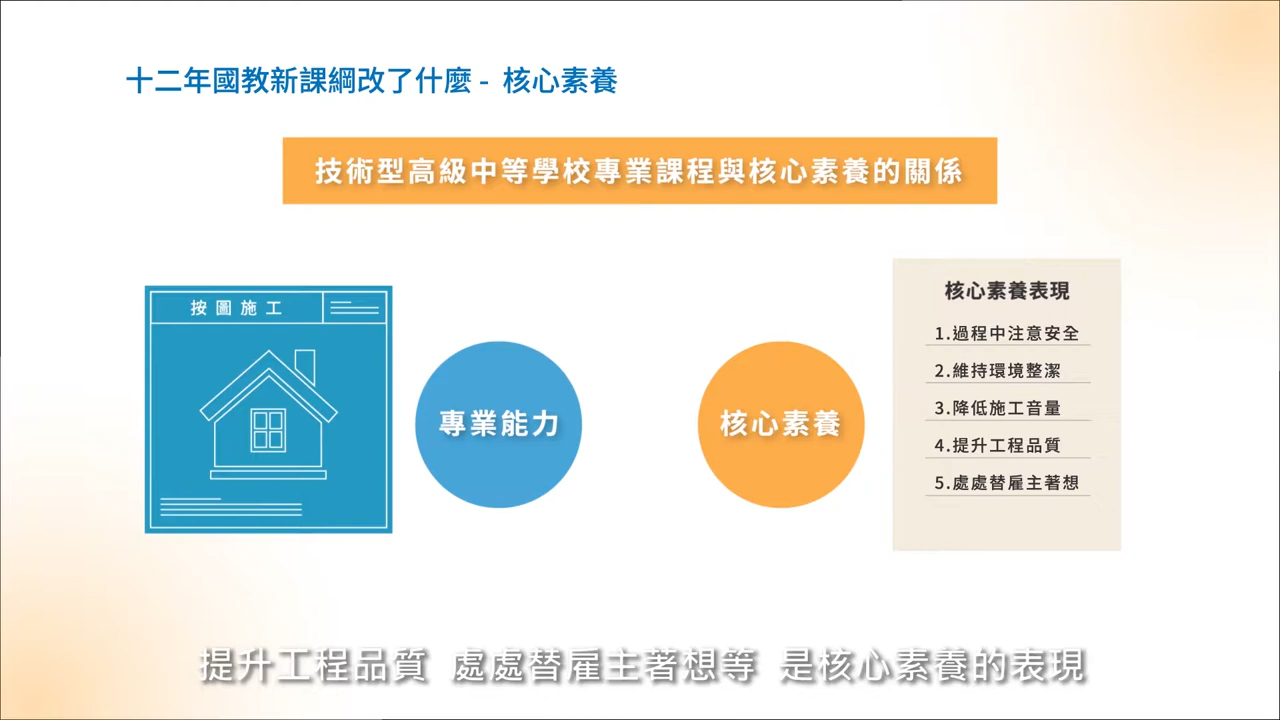 十二年國教新課綱改了什麼 - 核心素養
技術型高級中等學校專業課程與核心素養的關係
按圖施工
專業能力
核心素養
核心素養表現
1.過程中注意安全
2.維持環境整潔
3.降低施工音量
4.提升工程品質
5.處處替雇主著想
提升工程品質 處處替雇主著想等 是核心素養的表現